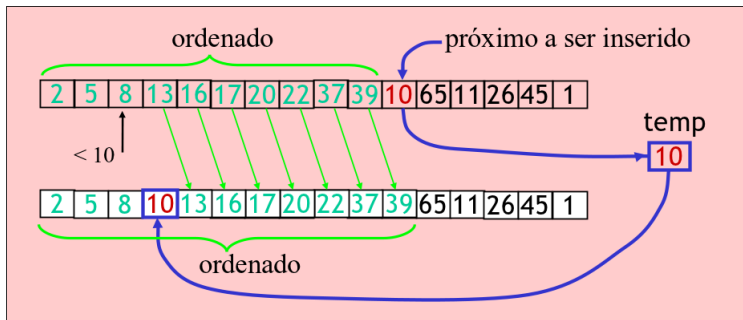 ordenado
próximo a ser inserido
2 5 8 13 16 17 20 22 37 39 10 65 11 26 45 1
temp
< 10
10
2 5 8 10 13 16 17 20 22 37 39 65 11 26 45 1
ordenado